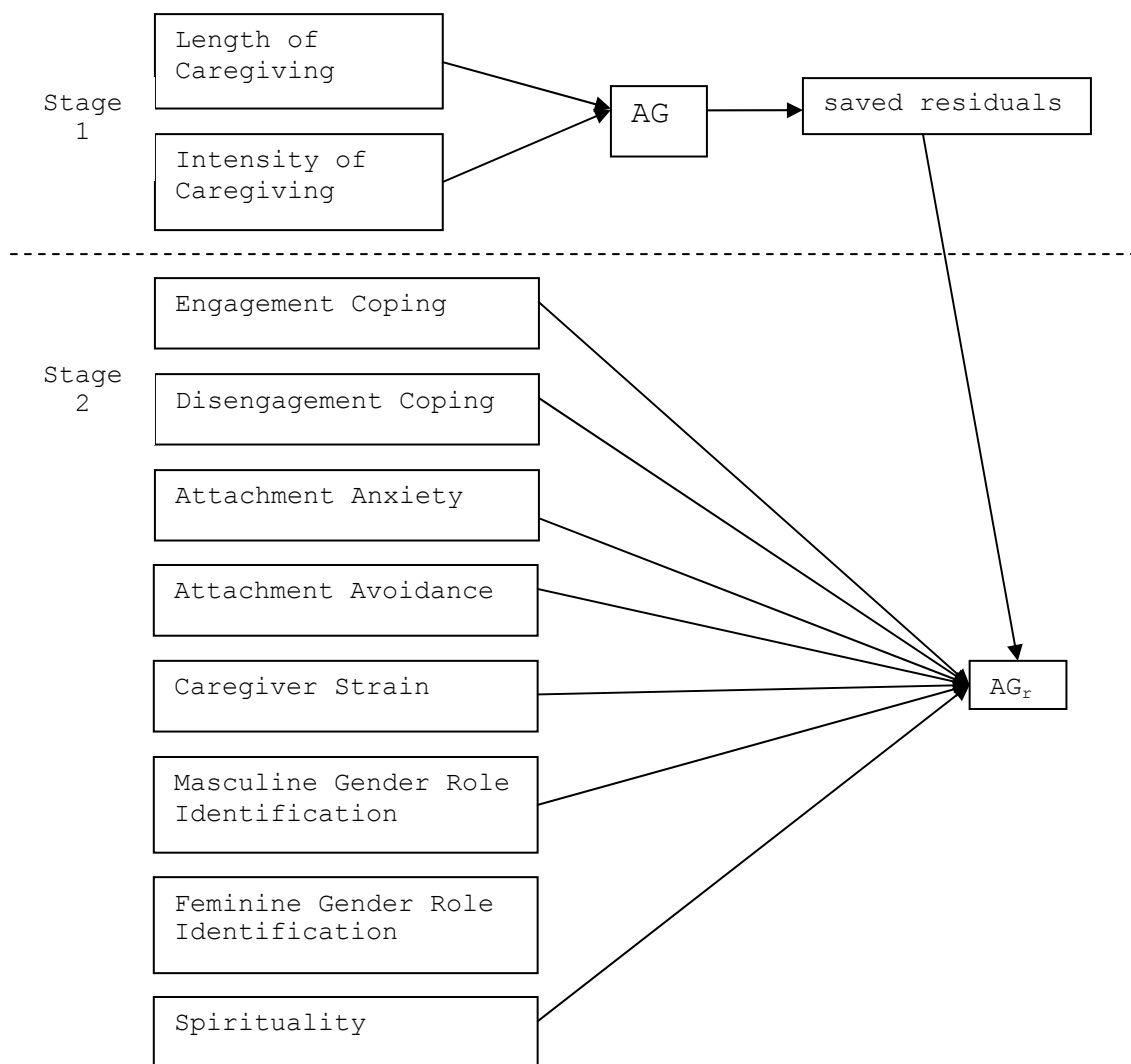 Stage
1
Length of
Caregiving
Intensity of
Caregiving
AG
saved residuals
Stage
2
Engagement Coping
Disengagement Coping
Attachment Anxiety
Attachment Avoidance
Caregiver Strain
Masculine Gender Role
Identification
Feminine Gender Role
Identification
Spirituality
AGr